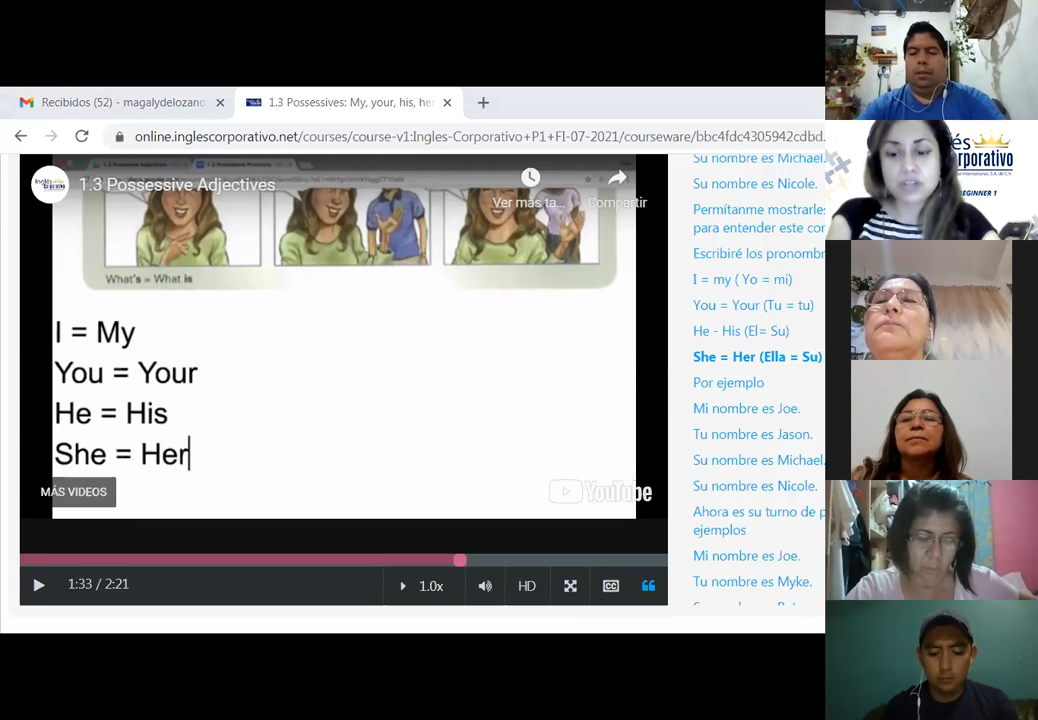 Recibidos (52) - magalydelozano
1.3 Possessives: My, your, his, he
online.inglescorporativo.net/courses/course-v1:Ingles-Corporativo+P1+FI-07-2021/courseware/bbc4fdc4305942cdbd.
1.3 Possessive Adjectives
Ver más ta...
Compartir
What's = What is
I = My
You = Your
He = His
She = Her
MÁS VIDEOS
YouTube
1:33 / 2:21
1.0x
HD
CC
Su nombre es Michael.
Su nombre es Nicole.
Permítanme mostrarles
para entender este con
Escribiré los pronombr
I = my ( Yo = mi)
You = Your (Tu = tu)
He - His (El= Su)
She = Her (Ella = Su)
Por ejemplo
Mi nombre es Joe.
Tu nombre es Jason.
Su nombre es Michael.
Su nombre es Nicole.
Ahora es su turno de p
ejemplos
Mi nombre es Joe.
Tu nombre es Myke.
és
rporativo
BEGINNER 1